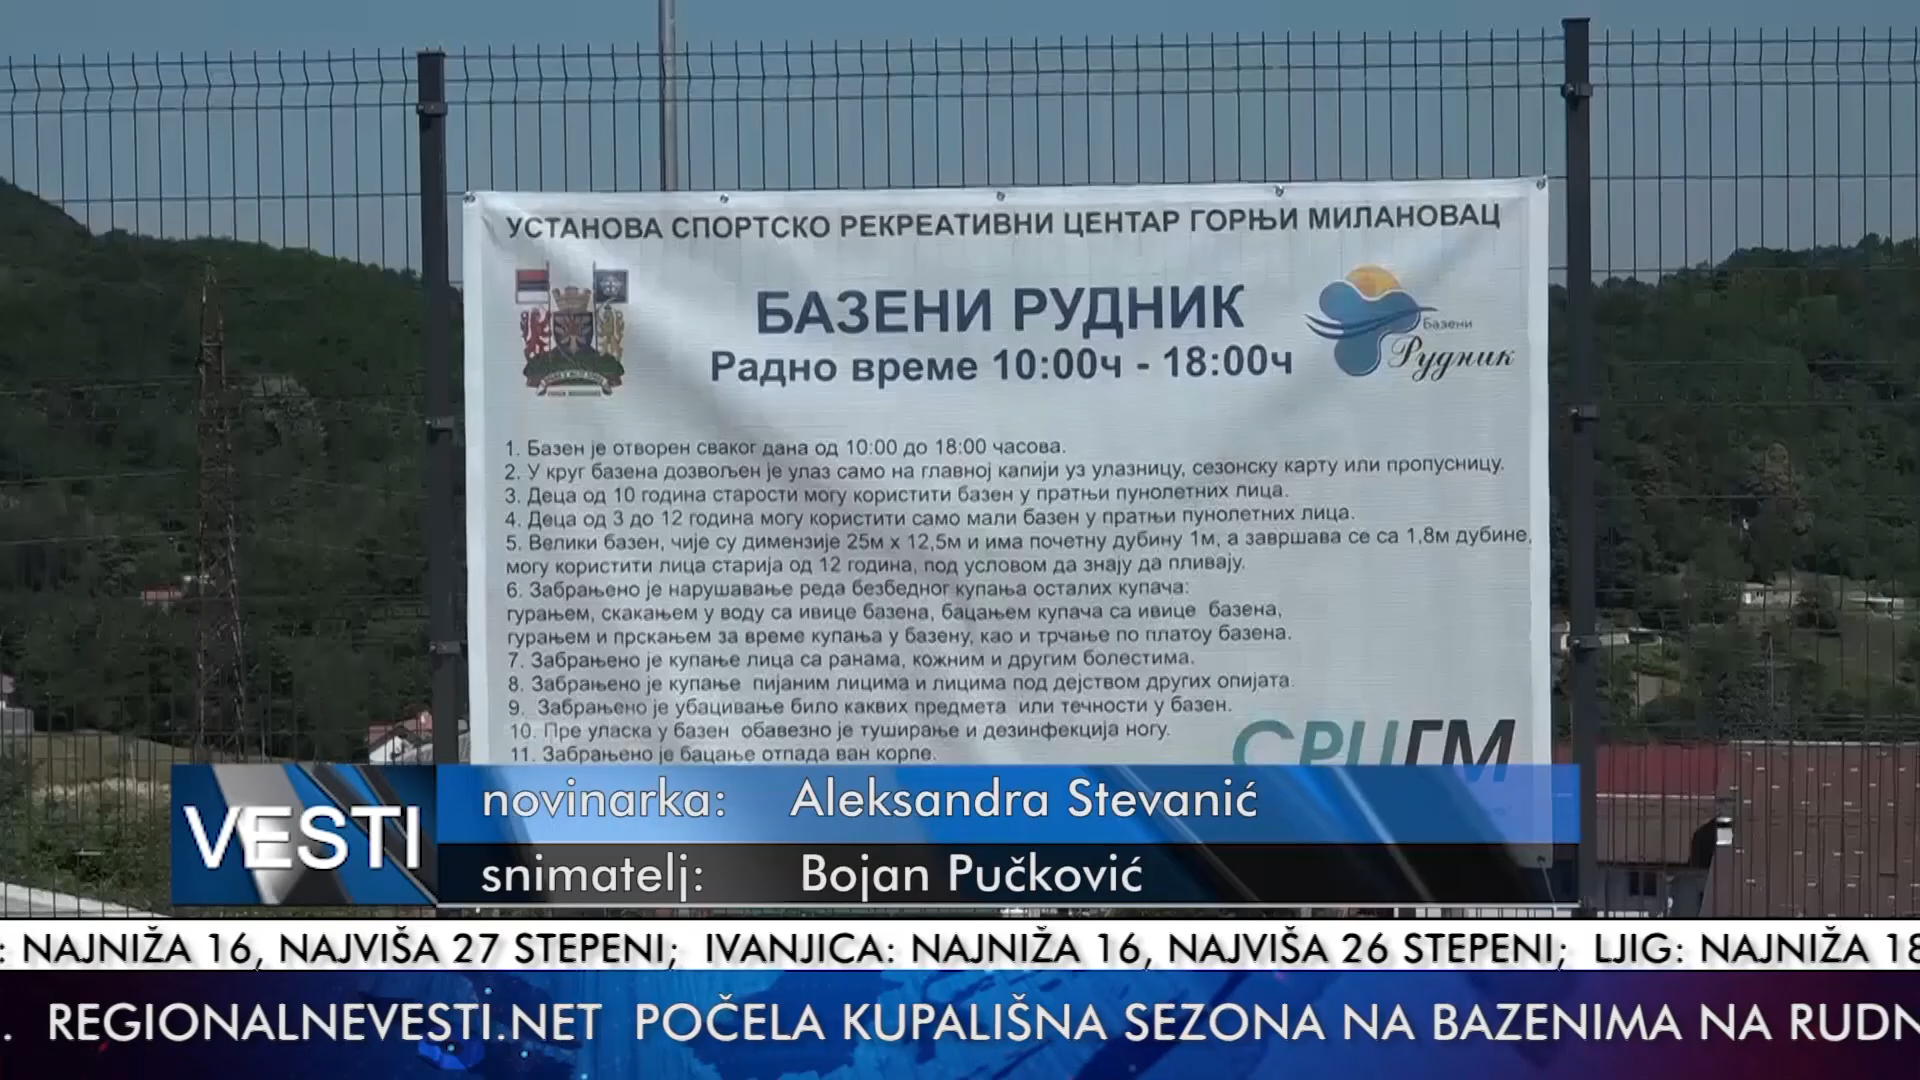 УСТАНОВА СПОРТСКО РЕКРЕАТИВНИ ЦЕНТАР ГОРЊИ МИЛАНОВАЦ
БАЗЕНИ РУДНИК
Радно време 10:00ч - 18:00ч
Базени
Рудник
1. Базен је отворен сваког дана од 10:00 до 18:00 часова.
2. У круг базена дозвољен је улаз само на главној капији уз улазницу, сезонску карту или пропусницу.
3. Деца од 10 година старости могу користити базен у пратњи пунолетних лица.
4. Деца од 3 до 12 година могу користити само мали базен у пратњи пунолетних лица.
5. Велики базен, чије су димензије 25м x 12,5м и има почетну дубину 1м, а завршава се са 1,8м дубине,
могу користити лица старија од 12 година, под условом да знају да пливају.
6. Забрањено је нарушавање реда безбедног купања осталих купача:
гурањем, скакањем у воду са ивице базена, бацањем купача са ивице базена,
гурањем и прскањем за време купања у базену, као и трчање по платоу базена.
7. Забрањено је купање лица са ранама, кожним и другим болестима.
8. Забрањено је купање пијаним лицима и лицима под дејством других опијата.
9. Забрањено је убацивање било каквих предмета или течности у базен.
10. Пре уласка у базен обавезно је туширање и дезинфекција ногу.
11. Забрањено је бацање отпада ван корпе.
СРЦГМ
VESTI
novinarka: Aleksandra Stevanić
snimatelj: Bojan Pučković
: NAJNIŽA 16, NAJVIŠA 27 STEPENI; IVANJICA: NAJNIŽA 16, NAJVIŠA 26 STEPENI; LJIG: NAJNIŽA 18
. REGIONALNEVESTI.NET POČELA KUPALIŠNA SEZONA NA BAZENIMA NA RUDN